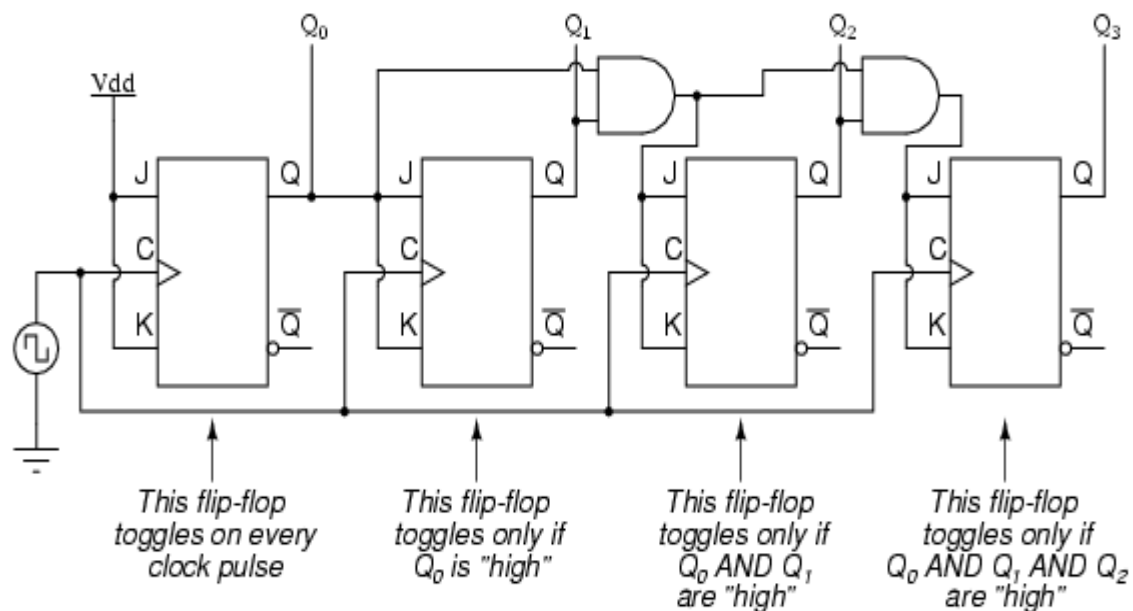 Q₀ Q₁ Q₂ Q₃
Vdd
J Q J Q J Q J Q
C C C C
K Q̅ K Q̅ K Q̅ K Q̅
This flip-flop
toggles on every
clock pulse
This flip-flop
toggles only if
Q₀ is "high"
This flip-flop
toggles only if
Q₀ AND Q₁
are "high"
This flip-flop
toggles only if
Q₀ AND Q₁ AND Q₂
are "high"